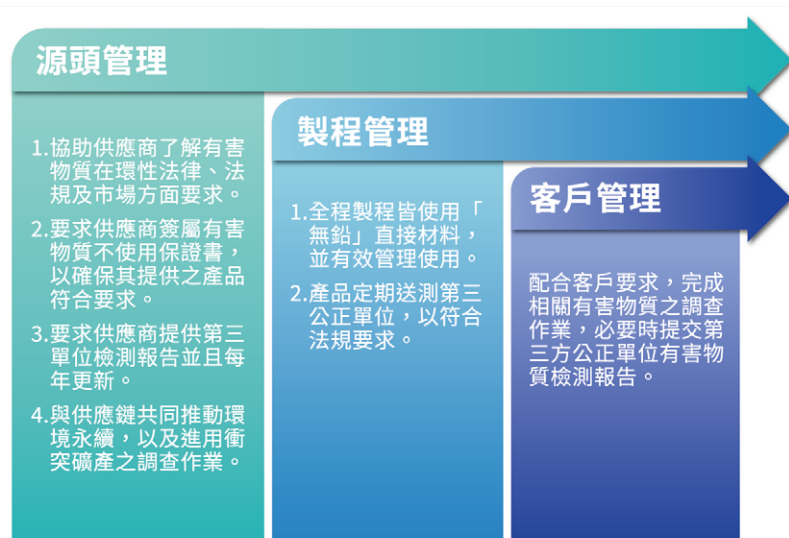 源頭管理
1.協助供應商了解有害
物質在環性法律、法
規及市場方面要求。
2.要求供應商簽屬有害
物質不使用保證書，
以確保其提供之產品
符合要求。
3.要求供應商提供第三
單位檢測報告並且每
年更新。
4.與供應鏈共同推動環
境永續，以及進用衝
突礦產之調查作業。
製程管理
1.全程製程皆使用「
無鉛」直接材料，
並有效管理使用。
2.產品定期送測第三
公正單位，以符合
法規要求。
客戶管理
配合客戶要求，完成
相關有害物質之調查
作業，必要時提交第
三方公正單位有害物
質檢測報告。